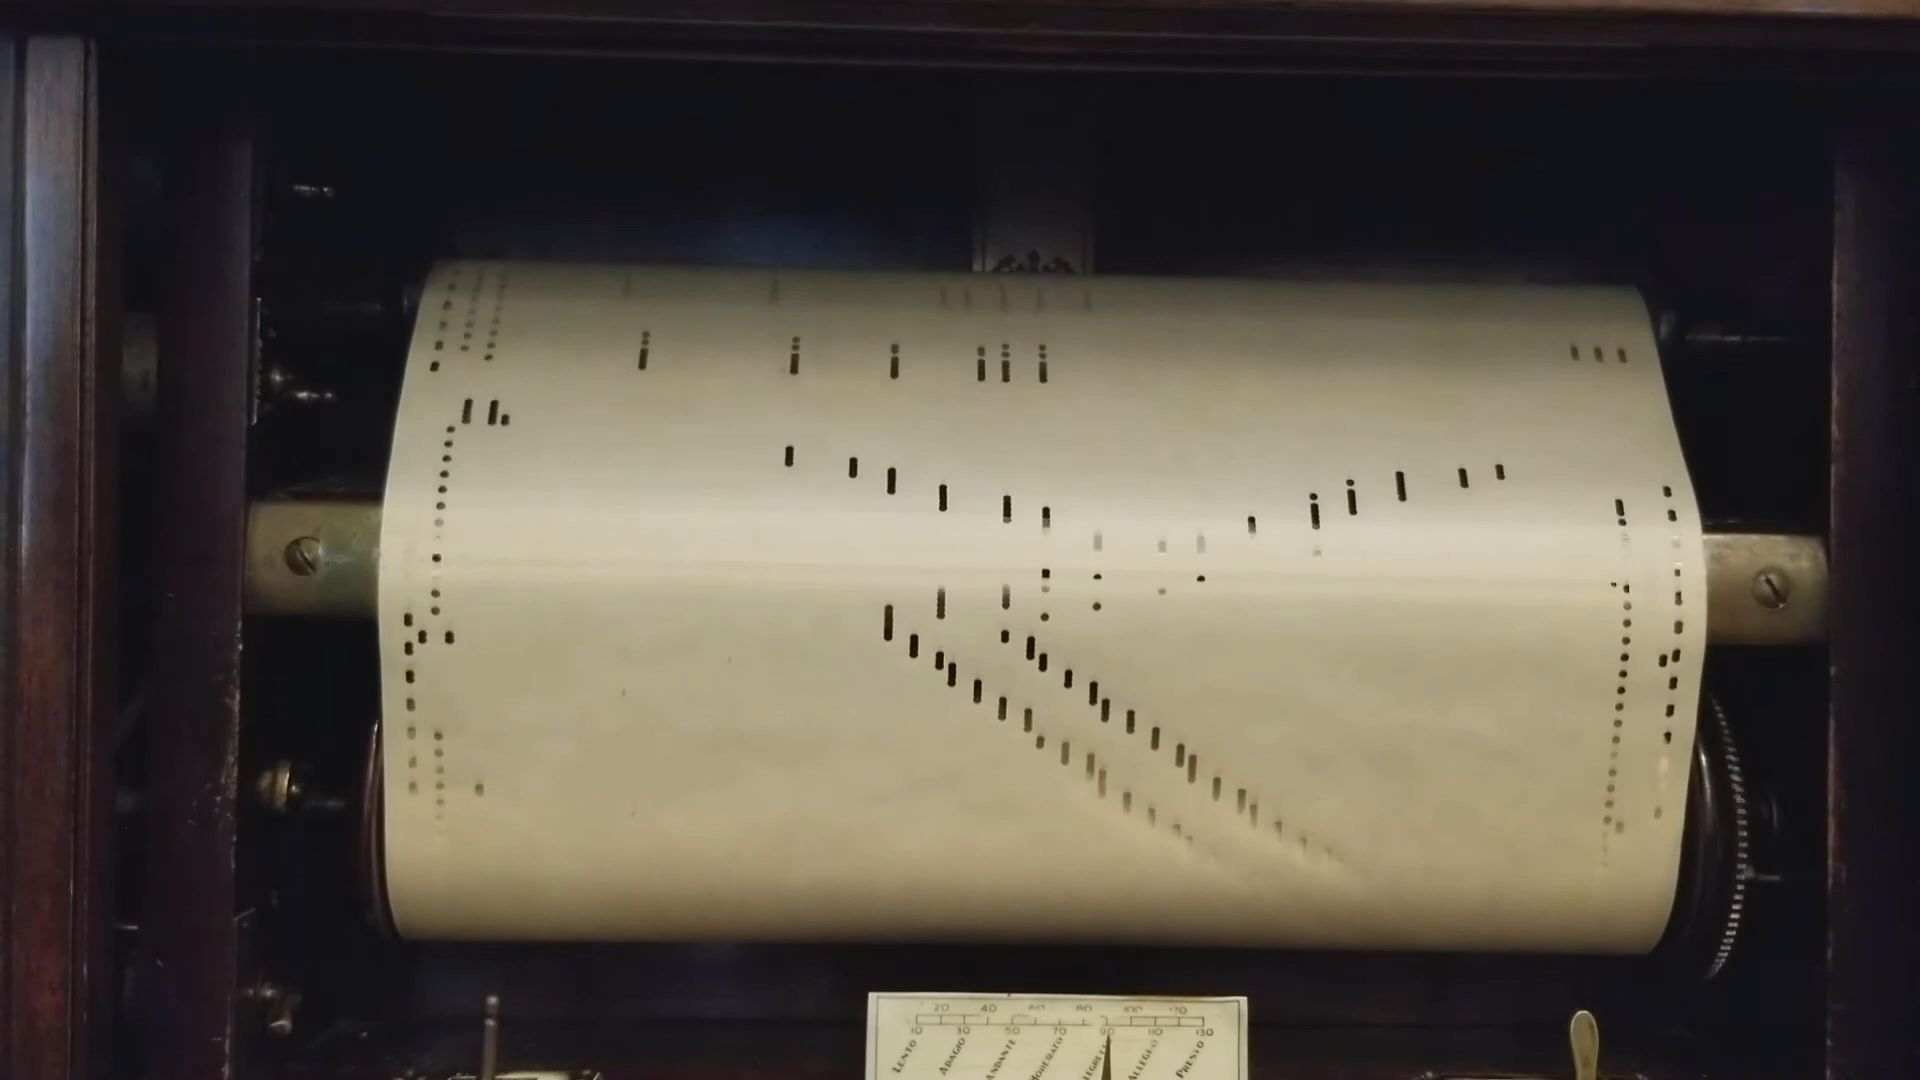 20 40 60 80 100 120
10 30 50 70 90 110 130
LENTO ADAGIO ANDANTE MODERATO ALLEGRO PRESTO